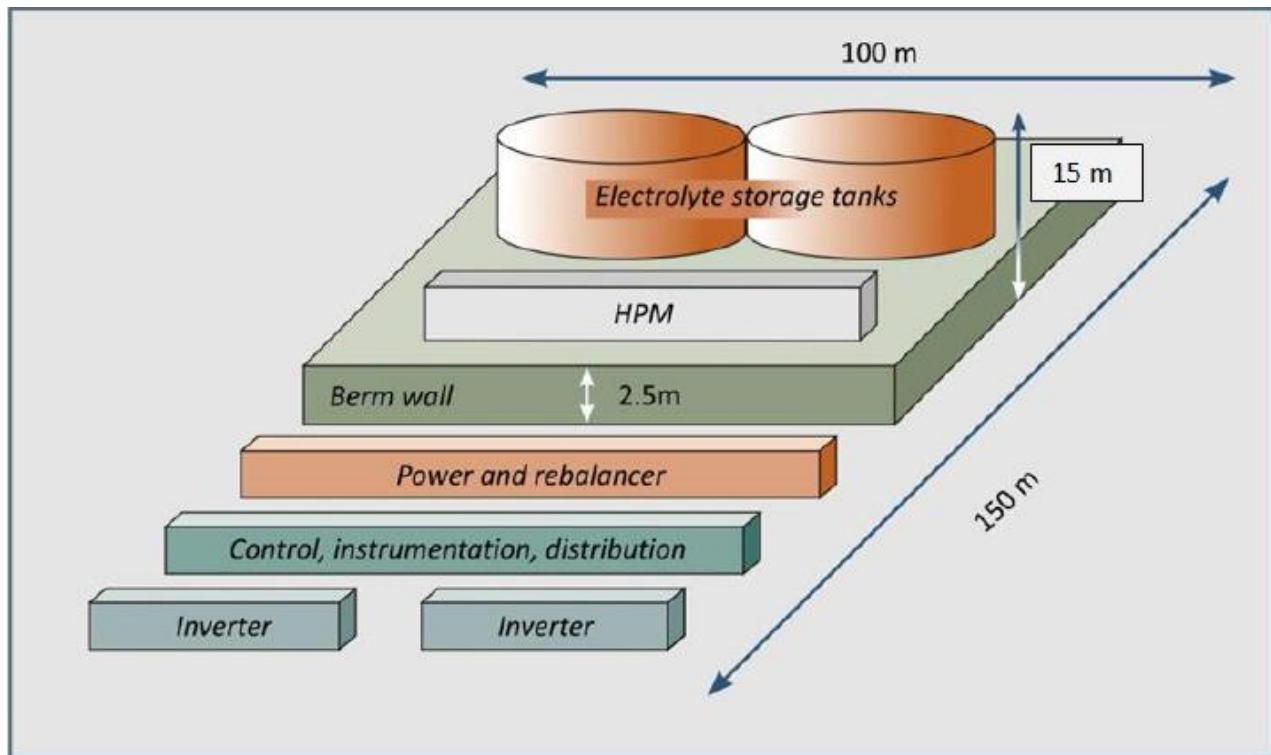 100 m
15 m
Electrolyte storage tanks
HPM
Berm wall
2.5m
Power and rebalancer
150 m
Control, instrumentation, distribution
Inverter
Inverter